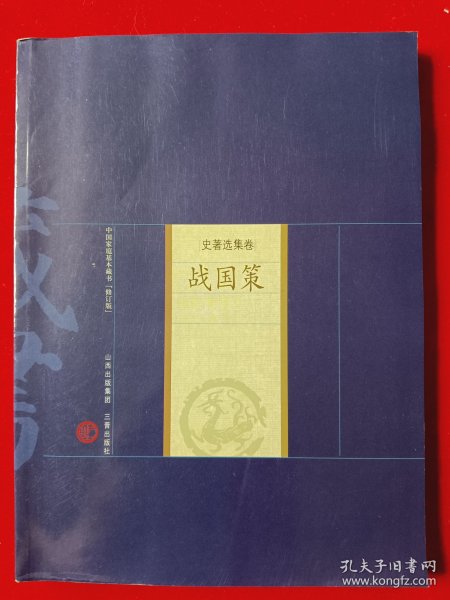 史著选集卷
战国策
中国家庭基本藏书「修订版」
山西出版集团 三晋出版社
孔夫子旧书网
www.kongfz.com